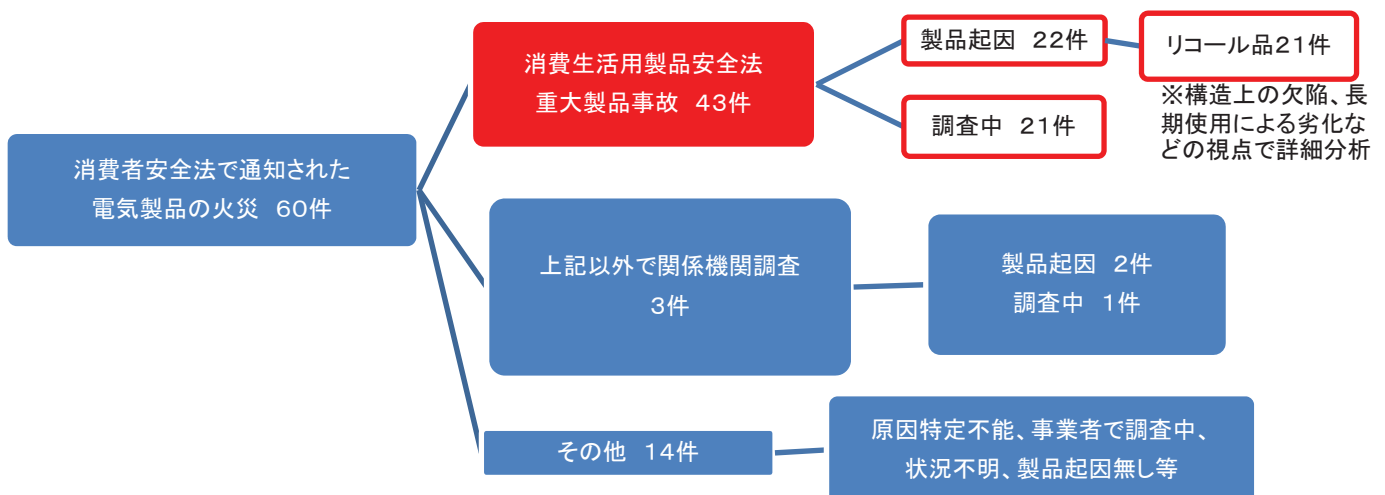 消費者安全法で通知された
電気製品の火災 60件
消費生活用製品安全法
重大製品事故 43件
製品起因 22件
リコール品21件
※構造上の欠陥、長
期使用による劣化な
どの視点で詳細分析
調査中 21件
上記以外で関係機関調査
3件
製品起因 2件
調査中 1件
その他 14件
原因特定不能、事業者で調査中、
状況不明、製品起因無し等